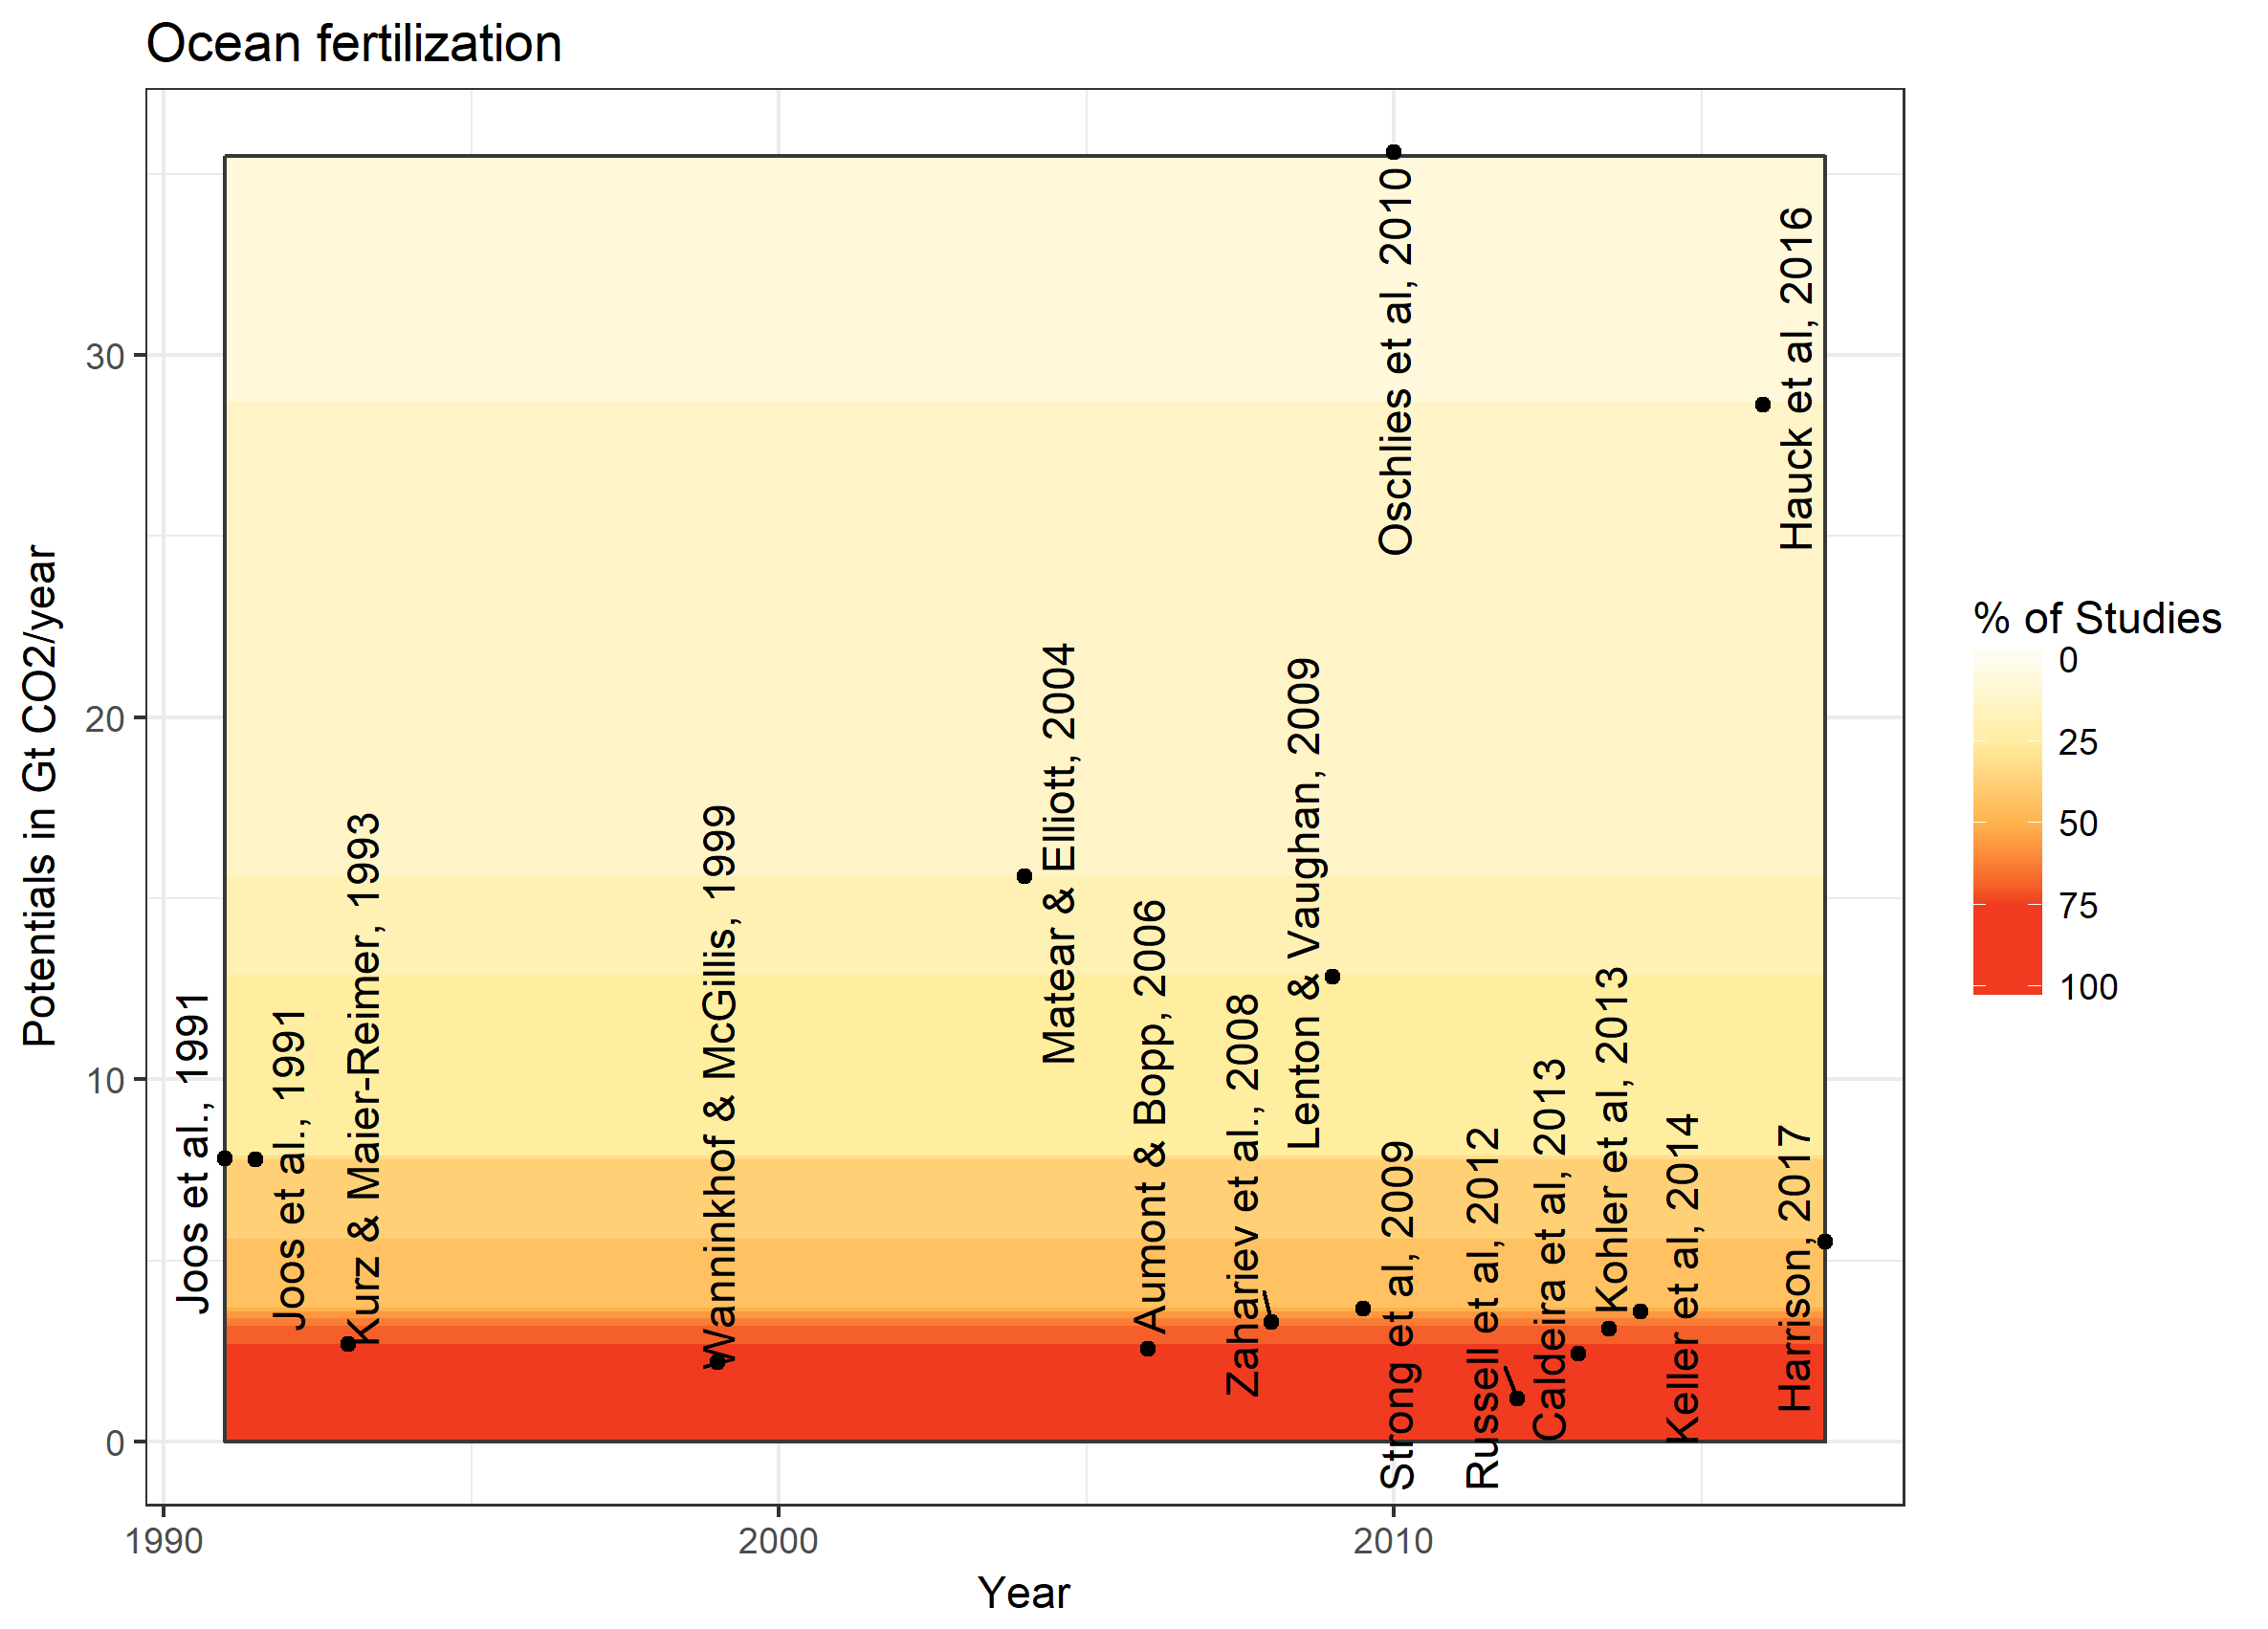 Ocean fertilization
Potentials in Gt CO2/year
30
20
10
0
1990
2000
2010
Year
Joos et al., 1991
Joos et al., 1991
Kurz & Maier-Reimer, 1993
Wanninkhof & McGillis, 1999
Matear & Elliott, 2004
Aumont & Bopp, 2006
Zahariev et al., 2008
Lenton & Vaughan, 2009
Oschlies et al, 2010
Strong et al, 2009
Russell et al, 2012
Caldeira et al, 2013
Kohler et al, 2013
Keller et al, 2014
Hauck et al, 2016
Harrison, 2017
% of Studies
0
25
50
75
100